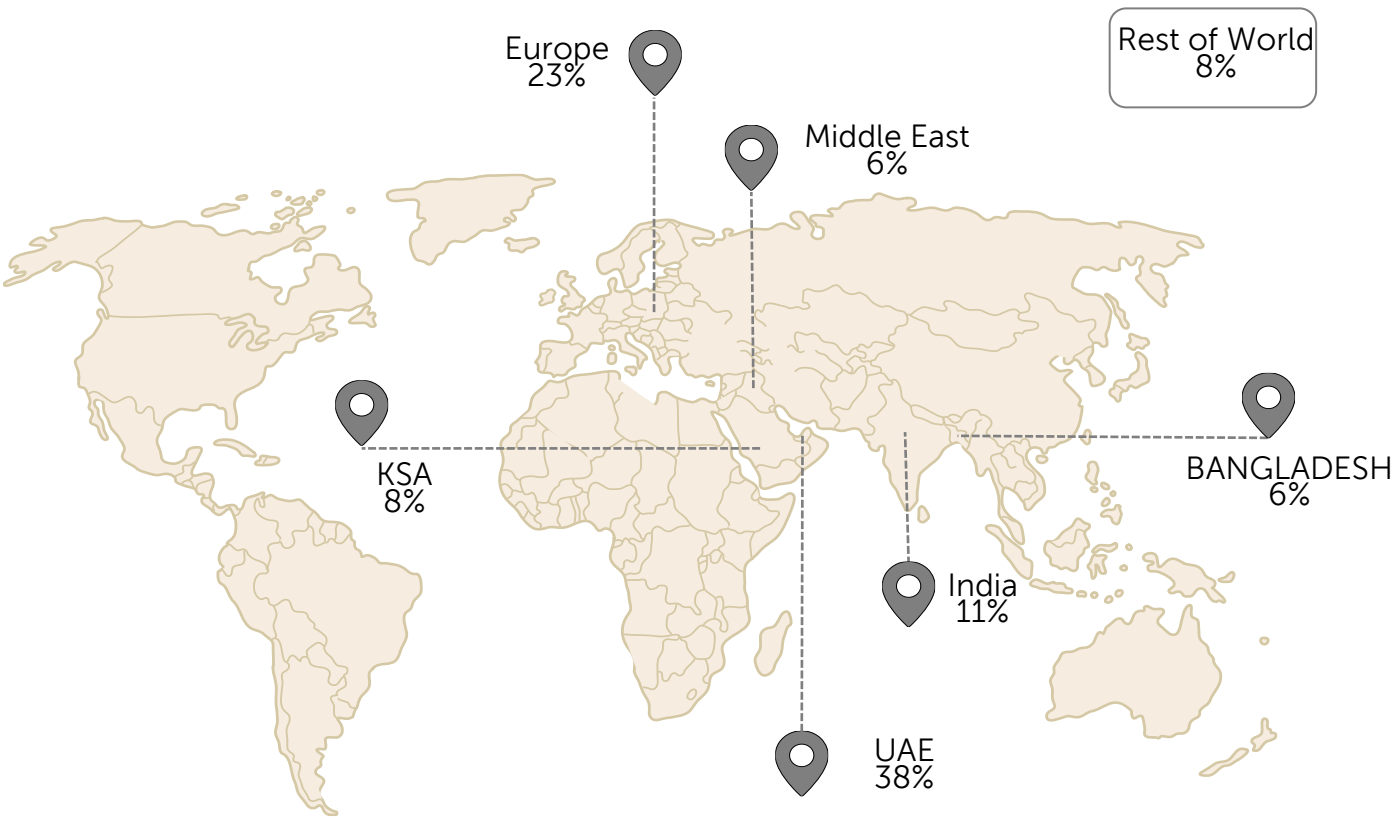 Rest of World
8%
Europe
23%
Middle East
6%
KSA
8%
BANGLADESH
6%
India
11%
UAE
38%